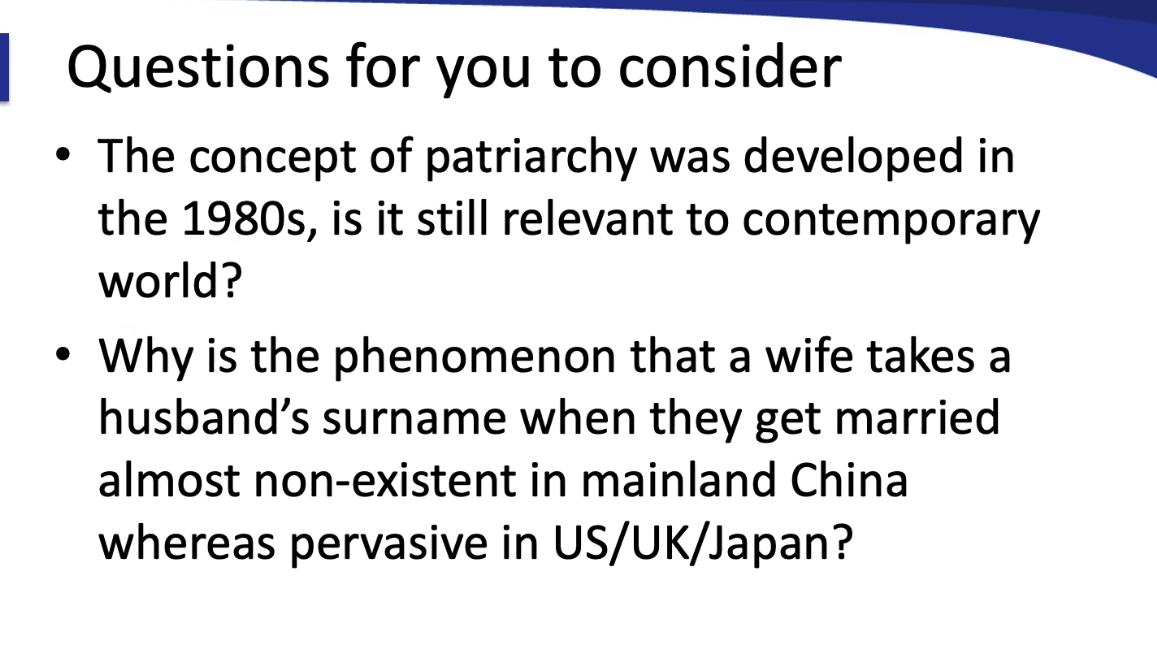 Questions for you to consider
• The concept of patriarchy was developed in
the 1980s, is it still relevant to contemporary
world?
• Why is the phenomenon that a wife takes a
husband’s surname when they get married
almost non-existent in mainland China
whereas pervasive in US/UK/Japan?